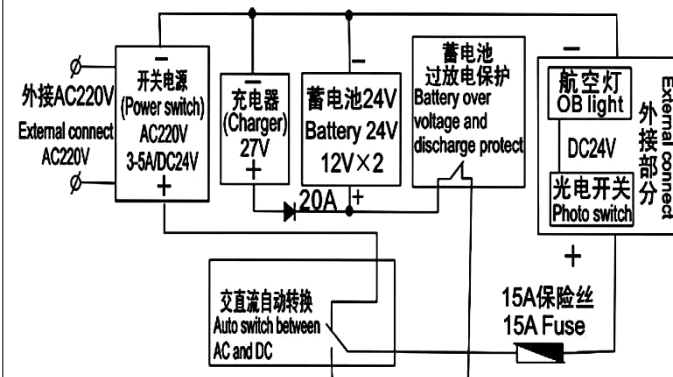 外接AC220V
External connect
AC220V
−
开关电源
(Power switch)
AC220V
3-5A/DC24V
+
−
充电器
(Charger)
27V
+
−
蓄电池24V
Battery 24V
12V×2
+
20A
蓄电池
过放电保护
Battery over
voltage and
discharge protect
−
航空灯
OB light
DC24V
光电开关
Photo switch
+
外接部分
External connect
交直流自动转换
Auto switch between
AC and DC
15A保险丝
15A Fuse